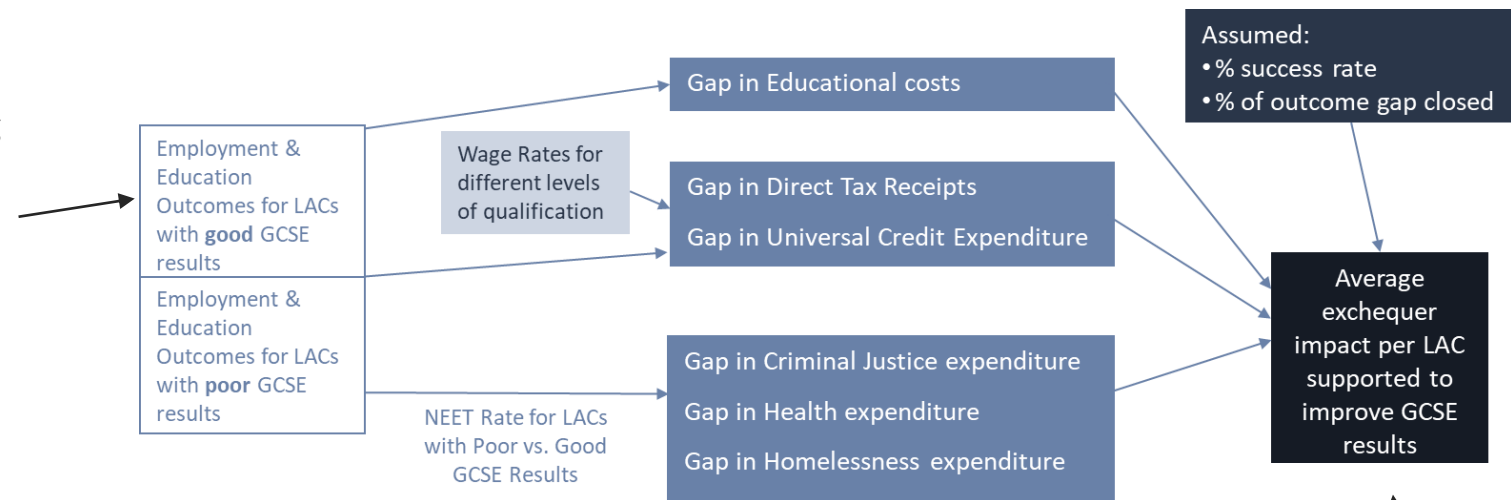 Employment &
Education
Outcomes for LACs
with good GCSE
results
Employment &
Education
Outcomes for LACs
with poor GCSE
results
Wage Rates for
different levels
of qualification
NEET Rate for LACs
with Poor vs. Good
GCSE Results
Gap in Educational costs
Gap in Direct Tax Receipts
Gap in Universal Credit Expenditure
Gap in Criminal Justice expenditure
Gap in Health expenditure
Gap in Homelessness expenditure
Assumed:
• % success rate
• % of outcome gap closed
Average
exchequer
impact per LAC
supported to
improve GCSE
results